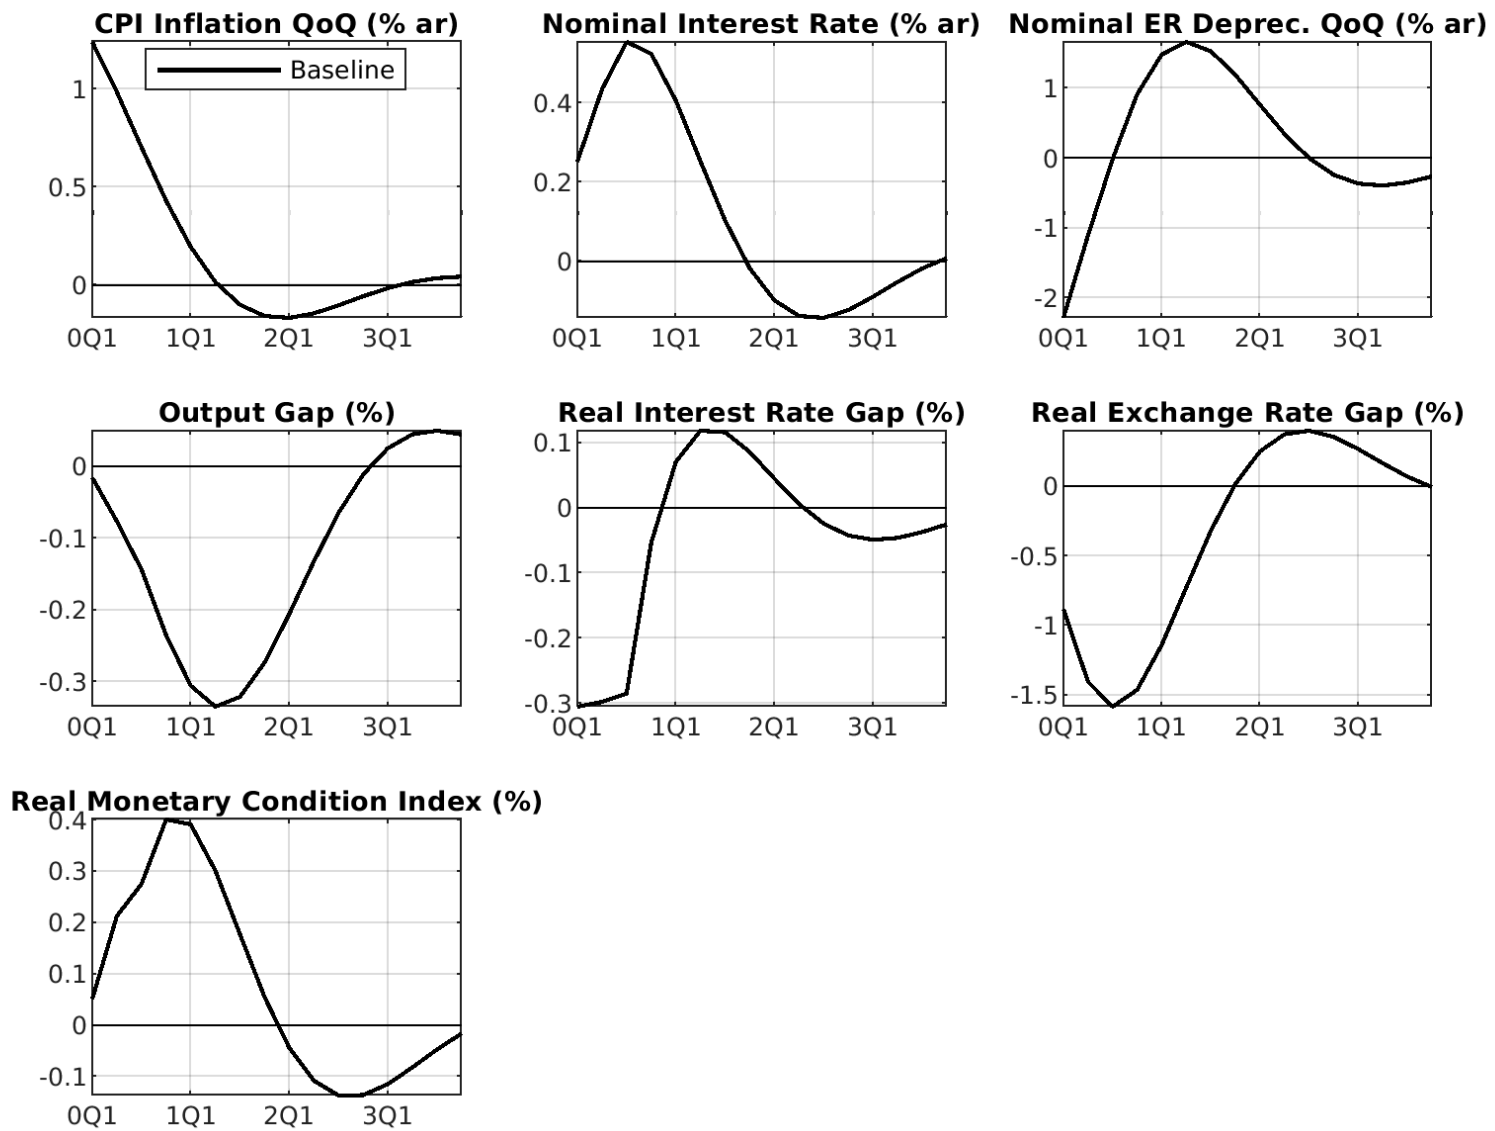 CPI Inflation QoQ (% ar)
Nominal Interest Rate (% ar)
Nominal ER Deprec. QoQ (% ar)
Baseline
1
0.5
0
0Q1 1Q1 2Q1 3Q1
0.4
0.2
0
0Q1 1Q1 2Q1 3Q1
1
0
-1
-2
0Q1 1Q1 2Q1 3Q1
Output Gap (%)
Real Interest Rate Gap (%)
Real Exchange Rate Gap (%)
0
-0.1
-0.2
-0.3
0Q1 1Q1 2Q1 3Q1
0.1
0
-0.1
-0.2
-0.3
0Q1 1Q1 2Q1 3Q1
0
-0.5
-1
-1.5
0Q1 1Q1 2Q1 3Q1
Real Monetary Condition Index (%)
0.4
0.3
0.2
0.1
0
-0.1
0Q1 1Q1 2Q1 3Q1